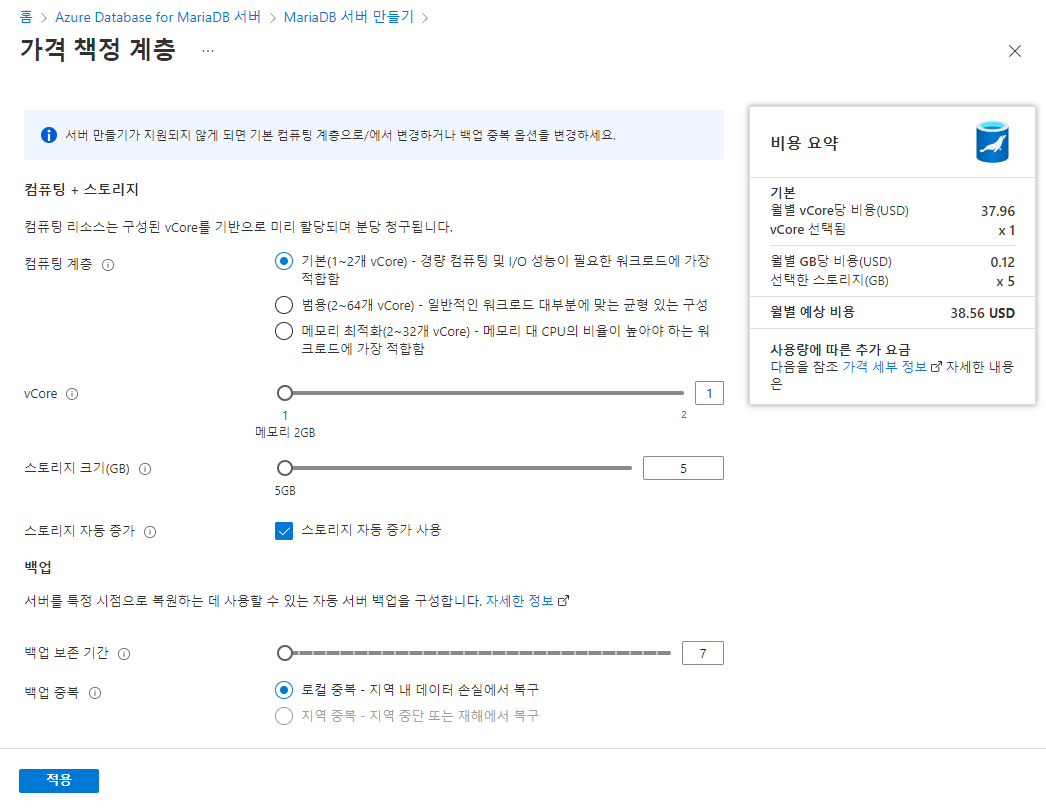 홈 > Azure Database for MariaDB 서버 > MariaDB 서버 만들기 >
가격 책정 계층 ...
서버 만들기가 지원되지 않게 되면 기본 컴퓨팅 계층으로/에서 변경하거나 백업 중복 옵션을 변경하세요.
컴퓨팅 + 스토리지
컴퓨팅 리소스는 구성된 vCore를 기반으로 미리 할당되며 분당 청구됩니다.
컴퓨팅 계층
기본(1~2개 vCore) - 경량 컴퓨팅 및 I/O 성능이 필요한 워크로드에 가장
적합함
범용(2~64개 vCore) - 일반적인 워크로드 대부분에 맞는 균형 있는 구성
메모리 최적화(2~32개 vCore) - 메모리 대 CPU의 비율이 높아야 하는 워
크로드에 가장 적합함
vCore
1
1
2
메모리 2GB
스토리지 크기(GB)
5
5GB
스토리지 자동 증가
스토리지 자동 증가 사용
백업
서버를 특정 시점으로 복원하는 데 사용할 수 있는 자동 서버 백업을 구성합니다. 자세한 정보
백업 보존 기간
7
백업 중복
로컬 중복 - 지역 내 데이터 손실에서 복구
지역 중복 - 지역 중단 또는 재해에서 복구
적용
비용 요약
기본
월별 vCore당 비용(USD) 37.96
vCore 선택됨 x 1
월별 GB당 비용(USD) 0.12
선택한 스토리지(GB) x 5
월별 예상 비용 38.56 USD
사용량에 따른 추가 요금
다음을 참조 가격 세부 정보 자세한 내용
은